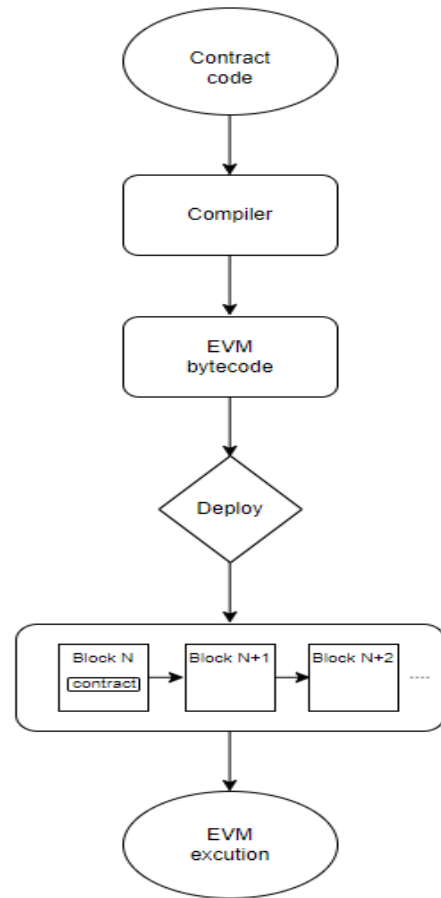 Contract
code
Compiler
EVM
bytecode
Deploy
Block N
contract
Block N+1
Block N+2
----
EVM
excution